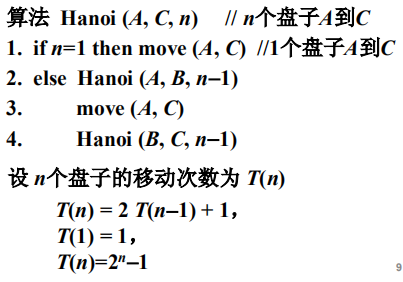 算法 Hanoi (A, C, n) // n个盘子A到C
1. if n=1 then move (A, C) //1个盘子A到C
2. else Hanoi (A, B, n–1)
3. move (A, C)
4. Hanoi (B, C, n–1)
设 n个盘子的移动次数为 T(n)
T(n) = 2 T(n–1) + 1，
T(1) = 1，
T(n)=2ⁿ–1
9